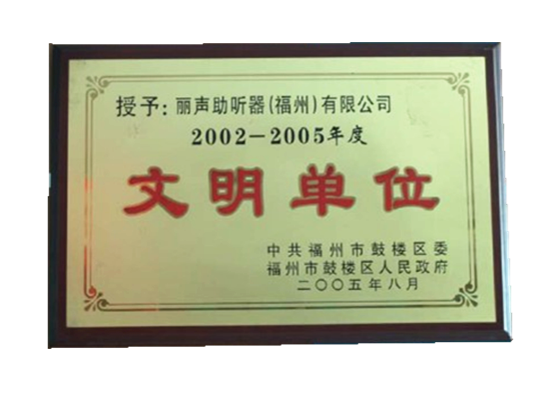 授予：丽声助听器(福州)有限公司
2002－2005年度
文明单位
中共福州市鼓楼区委
福州市鼓楼区人民政府
二〇〇五年八月